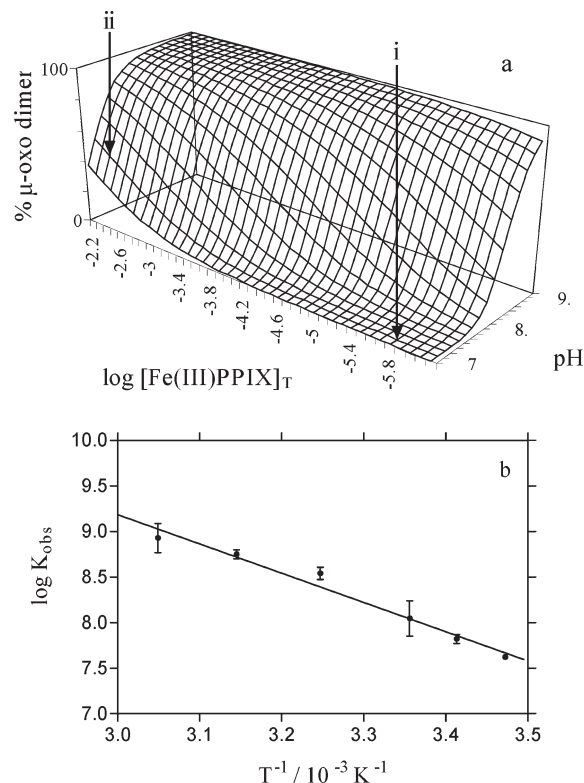 ii
i
a
100
0
% μ-oxo dimer
-2.2
-2.6
-3
-3.4
-3.8
-4.2
-4.6
-5
-5.4
-5.8
7
8.
9.
pH
log [Fe(III)PPIX]T
b
10.0
9.5
9.0
8.5
8.0
7.5
7.0
log Kobs
3.0 3.1 3.2 3.3 3.4 3.5
T-1 / 10-3 K-1